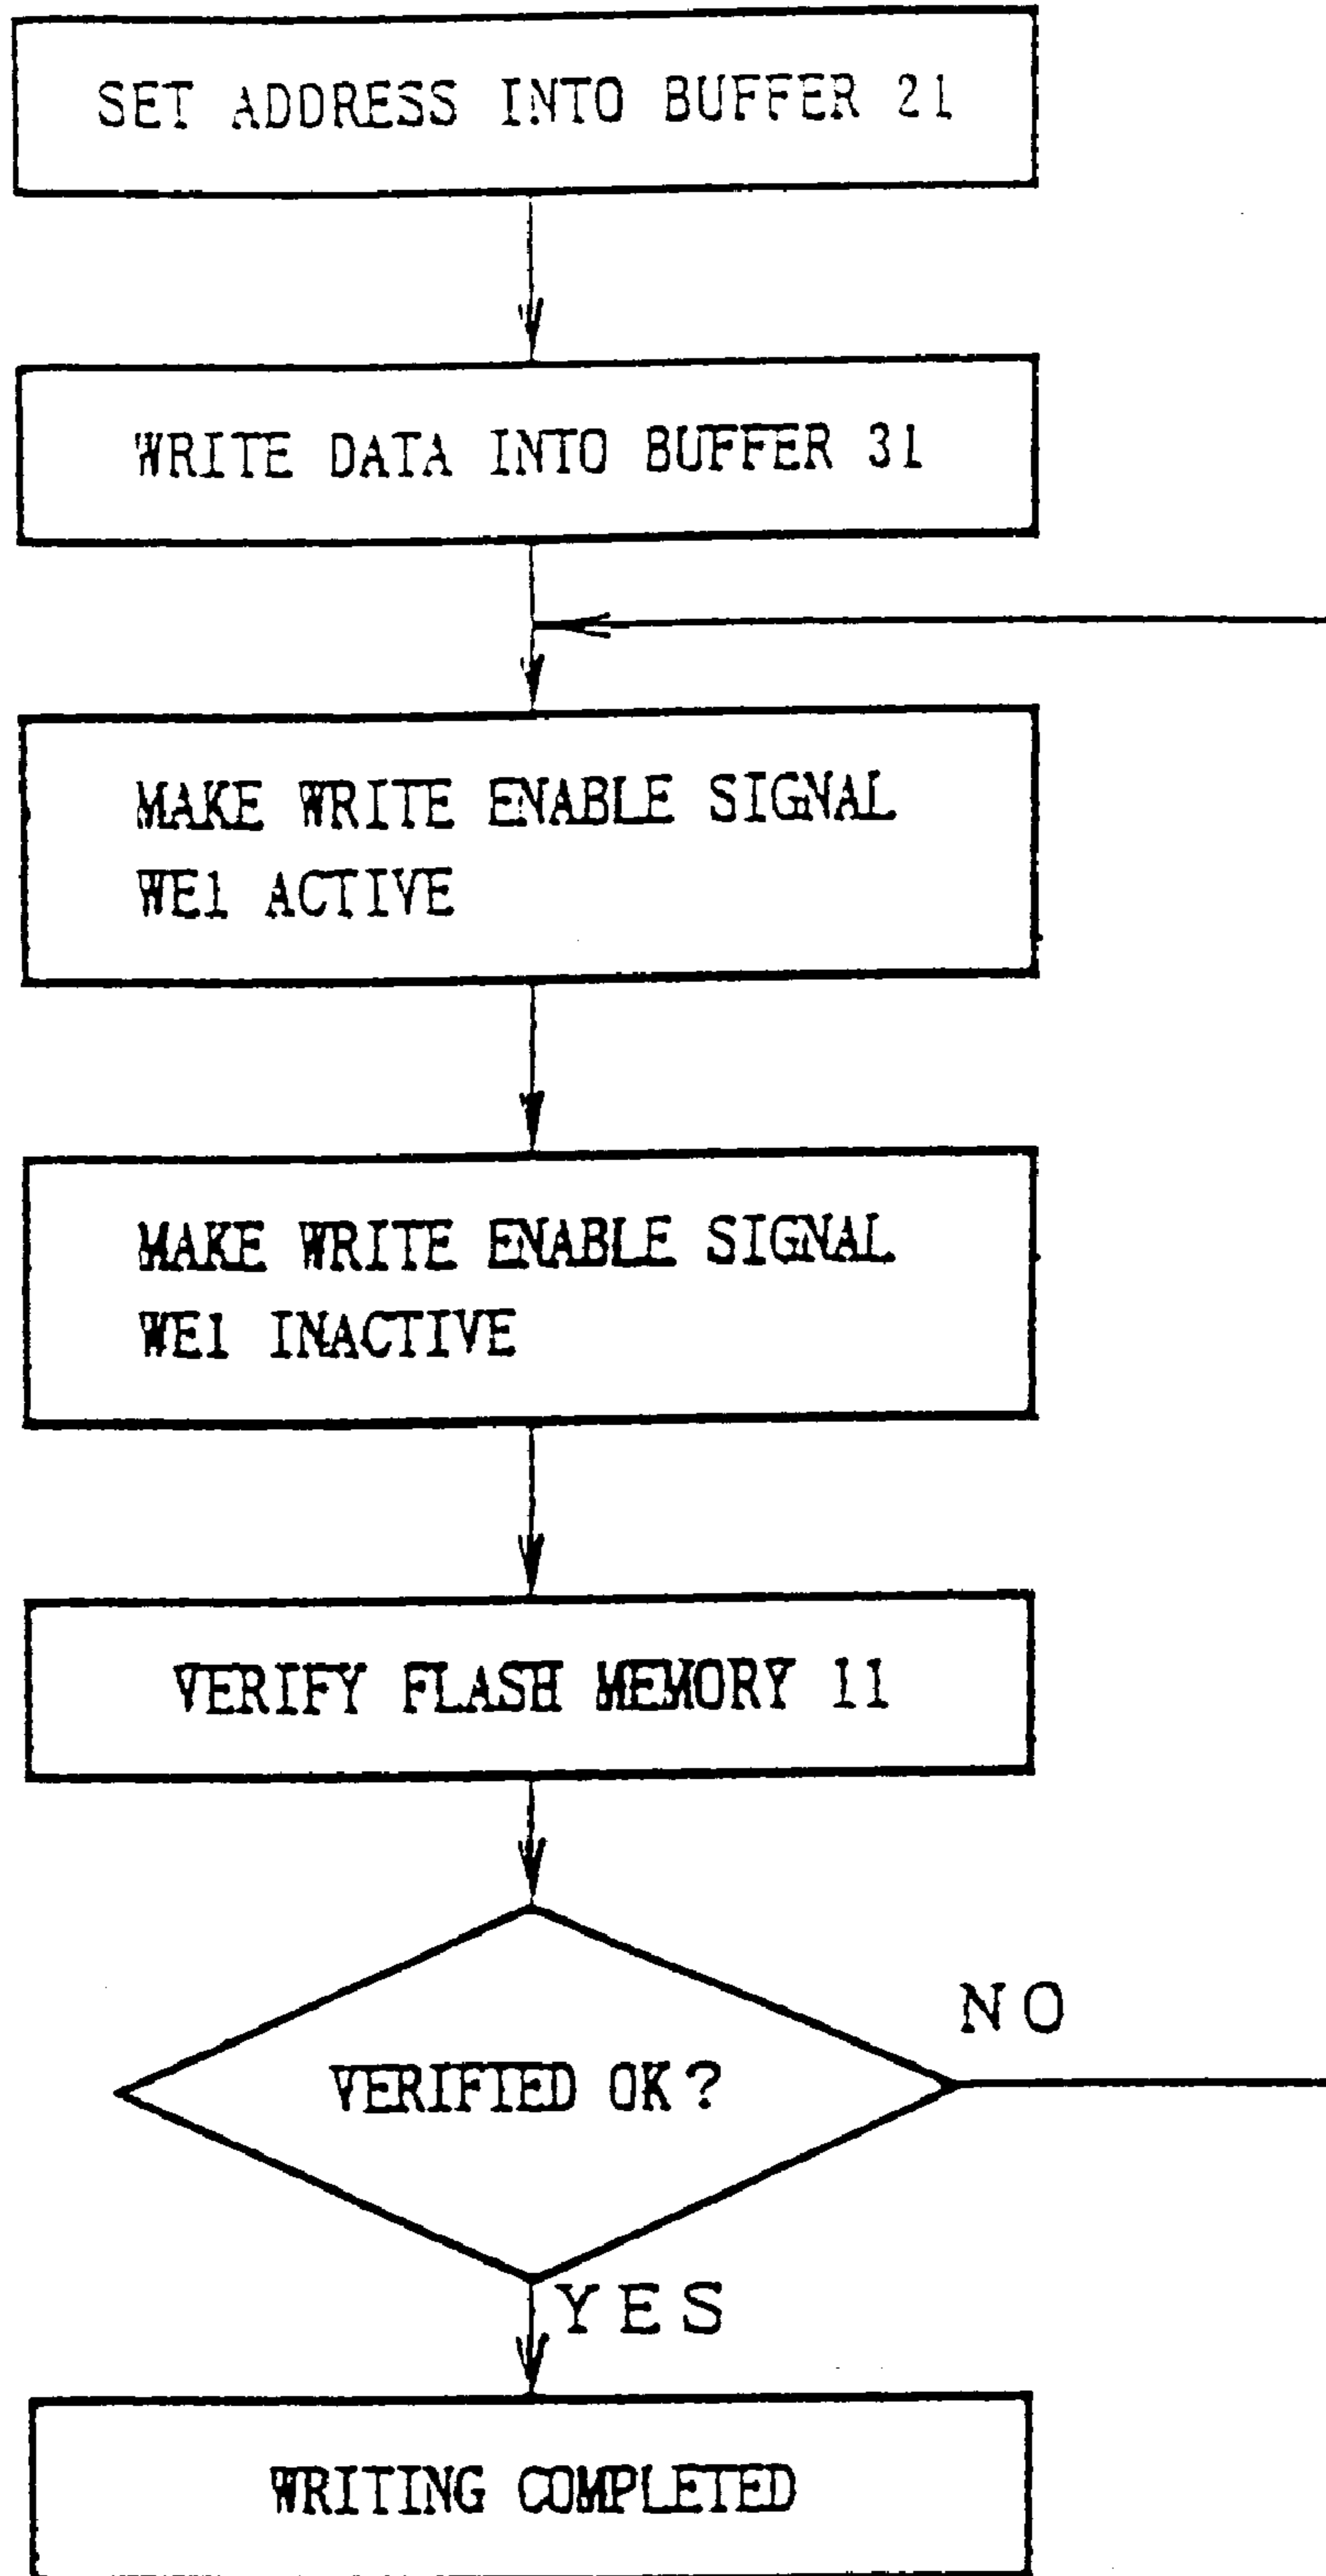 SET ADDRESS INTO BUFFER 21
WRITE DATA INTO BUFFER 31
MAKE WRITE ENABLE SIGNAL
WE1 ACTIVE
MAKE WRITE ENABLE SIGNAL
WE1 INACTIVE
VERIFY FLASH MEMORY 11
NO
VERIFIED OK?
YES
WRITING COMPLETED